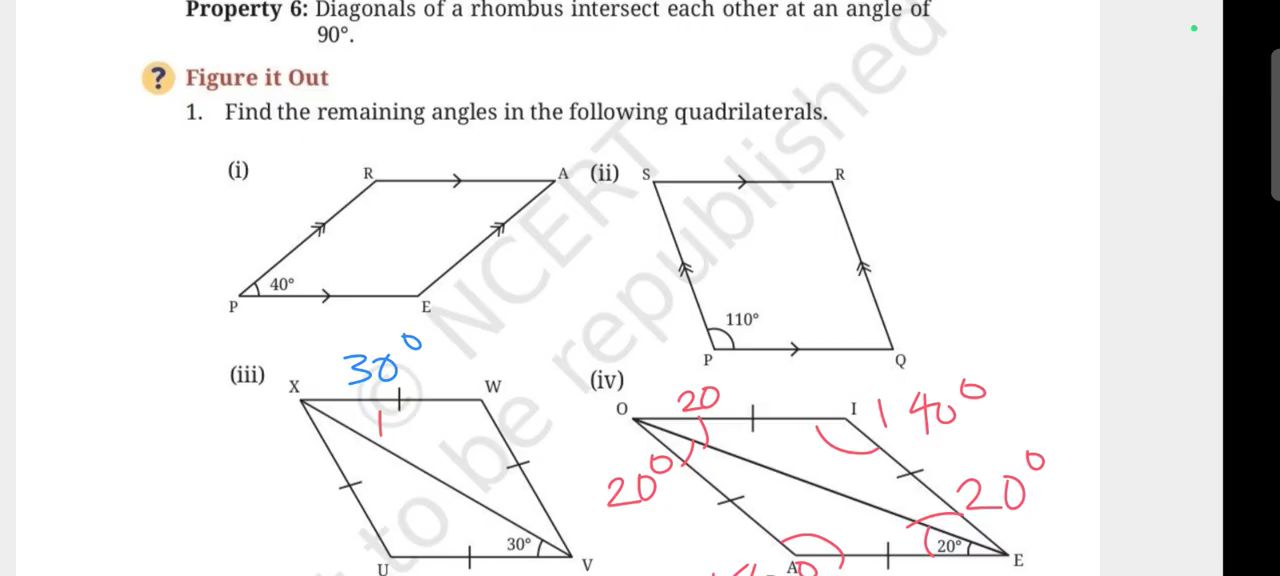 Property 6: Diagonals of a rhombus intersect each other at an angle of
90°.
? Figure it Out
1. Find the remaining angles in the following quadrilaterals.
(i)
R
A
40°
P
E
(ii)
S
R
110°
P
Q
(iii)
30°
X
W
1
30°
U
V
(iv)
O
20
I
140°
20°
20°
20°
A
E
© NCERT
not to be republished